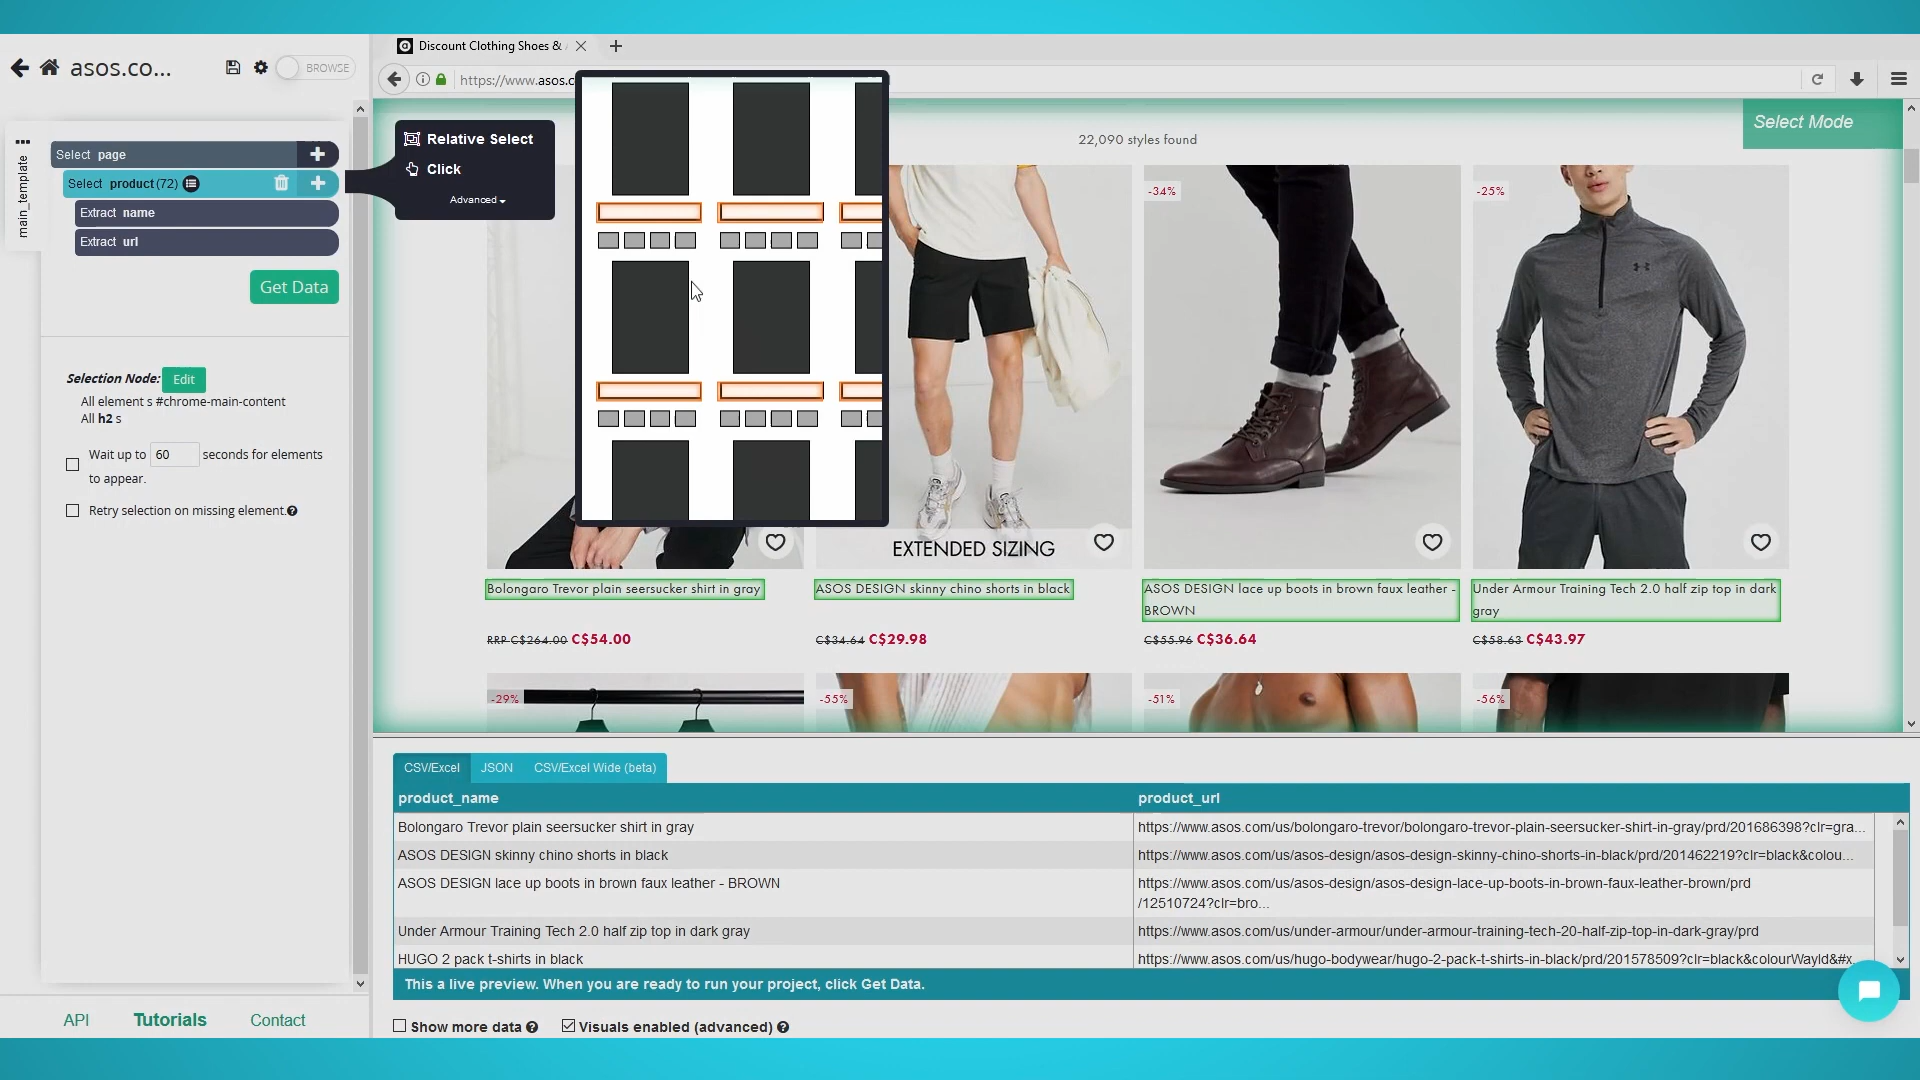 asos.co...
BROWSE
main_template
Select page
Select product (72)
Extract name
Extract url
Get Data
Selection Node: Edit
All element s #chrome-main-content
All h2 s
Wait up to 60 seconds for elements
to appear.
Retry selection on missing element.
API
Tutorials
Contact
Discount Clothing Shoes &
https://www.asos.c
Relative Select
Click
Advanced
Select Mode
22,090 styles found
-34%
-25%
EXTENDED SIZING
Bolongaro Trevor plain seersucker shirt in gray
RRP C$264.00 C$54.00
ASOS DESIGN skinny chino shorts in black
C$34.64 C$29.98
ASOS DESIGN lace up boots in brown faux leather -
BROWN
C$55.96 C$36.64
Under Armour Training Tech 2.0 half zip top in dark
gray
C$58.63 C$43.97
-29%
-55%
-51%
-56%
CSV/Excel
JSON
CSV/Excel Wide (beta)
product_name
product_url
Bolongaro Trevor plain seersucker shirt in gray
https://www.asos.com/us/bolongaro-trevor/bolongaro-trevor-plain-seersucker-shirt-in-gray/prd/201686398?clr=gra...
ASOS DESIGN skinny chino shorts in black
https://www.asos.com/us/asos-design/asos-design-skinny-chino-shorts-in-black/prd/201462219?clr=black&colou...
ASOS DESIGN lace up boots in brown faux leather - BROWN
https://www.asos.com/us/asos-design/asos-design-lace-up-boots-in-brown-faux-leather-brown/prd
/12510724?clr=bro...
Under Armour Training Tech 2.0 half zip top in dark gray
https://www.asos.com/us/under-armour/under-armour-training-tech-20-half-zip-top-in-dark-gray/prd
HUGO 2 pack t-shirts in black
https://www.asos.com/us/hugo-bodywear/hugo-2-pack-t-shirts-in-black/prd/201578509?clr=black&colourWayId&#x...
This a live preview. When you are ready to run your project, click Get Data.
Show more data
Visuals enabled (advanced)